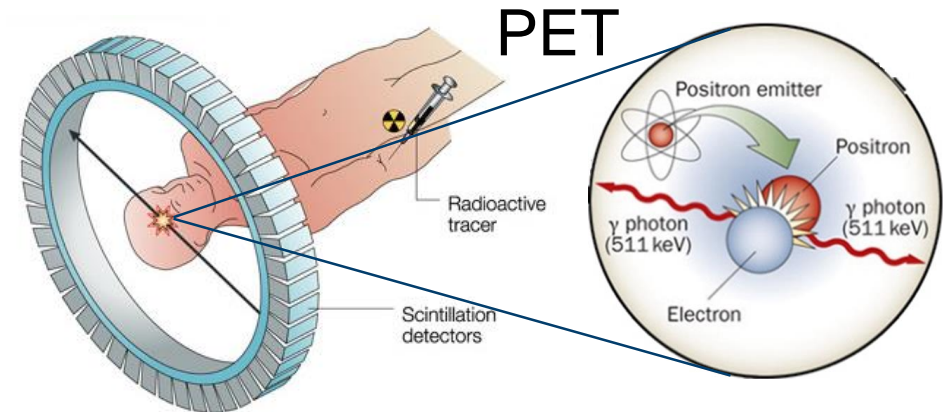 PET
Positron emitter
Positron
γ photon
(511 keV)
γ photon
(511 keV)
Electron
Radioactive
tracer
Scintillation
detectors